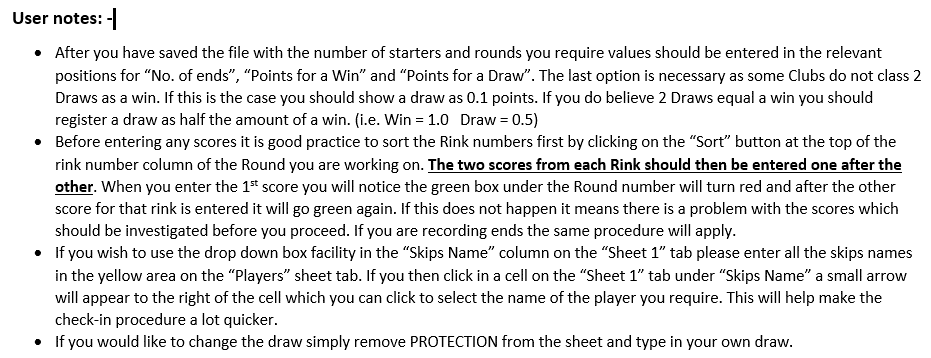 User notes: -
• After you have saved the file with the number of starters and rounds you require values should be entered in the relevant
positions for “No. of ends”, “Points for a Win” and “Points for a Draw”. The last option is necessary as some Clubs do not class 2
Draws as a win. If this is the case you should show a draw as 0.1 points. If you do believe 2 Draws equal a win you should
register a draw as half the amount of a win. (i.e. Win = 1.0   Draw = 0.5)
• Before entering any scores it is good practice to sort the Rink numbers first by clicking on the “Sort” button at the top of the
rink number column of the Round you are working on. The two scores from each Rink should then be entered one after the
other. When you enter the 1st score you will notice the green box under the Round number will turn red and after the other
score for that rink is entered it will go green again. If this does not happen it means there is a problem with the scores which
should be investigated before you proceed. If you are recording ends the same procedure will apply.
• If you wish to use the drop down box facility in the “Skips Name” column on the “Sheet 1” tab please enter all the skips names
in the yellow area on the “Players” sheet tab. If you then click in a cell on the “Sheet 1” tab under “Skips Name” a small arrow
will appear to the right of the cell which you can click to select the name of the player you require. This will help make the
check-in procedure a lot quicker.
• If you would like to change the draw simply remove PROTECTION from the sheet and type in your own draw.